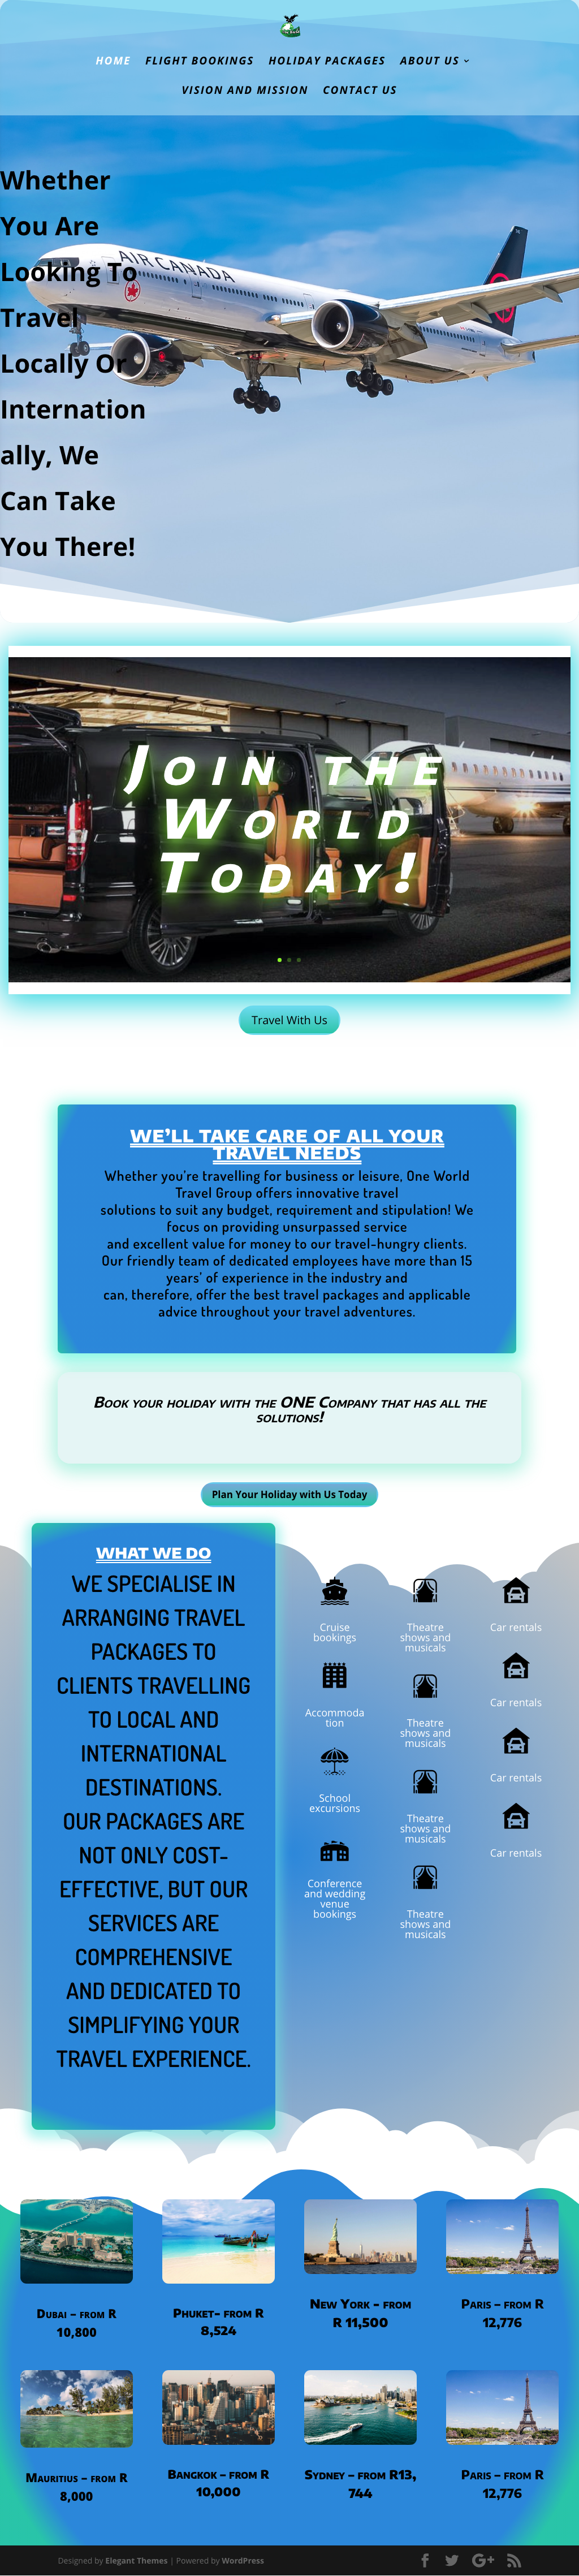 HOME FLIGHT BOOKINGS HOLIDAY PACKAGES ABOUT US
VISION AND MISSION CONTACT US
Whether
You Are
Looking To
Travel
Locally Or
Internation
ally, We
Can Take
You There!
AIR CANADA
Join the
World
Today!
Travel With Us
WE'LL TAKE CARE OF ALL YOUR
TRAVEL NEEDS
Whether you're travelling for business or leisure, One World
Travel Group offers innovative travel
solutions to suit any budget, requirement and stipulation! We
focus on providing unsurpassed service
and excellent value for money to our travel-hungry clients.
Our friendly team of dedicated employees have more than 15
years' of experience in the industry and
can, therefore, offer the best travel packages and applicable
advice throughout your travel adventures.
Book your holiday with the ONE Company that has all the
solutions!
Plan Your Holiday with Us Today
WHAT WE DO
WE SPECIALISE IN
ARRANGING TRAVEL
PACKAGES TO
CLIENTS TRAVELLING
TO LOCAL AND
INTERNATIONAL
DESTINATIONS.
OUR PACKAGES ARE
NOT ONLY COST-
EFFECTIVE, BUT OUR
SERVICES ARE
COMPREHENSIVE
AND DEDICATED TO
SIMPLIFYING YOUR
TRAVEL EXPERIENCE.
Cruise
bookings
Accommoda
tion
School
excursions
Conference
and wedding
venue
bookings
Theatre
shows and
musicals
Theatre
shows and
musicals
Theatre
shows and
musicals
Theatre
shows and
musicals
Car rentals
Car rentals
Car rentals
Car rentals
Dubai – from R
10,800
Phuket- from R
8,524
New York - from
R 11,500
Paris – from R
12,776
Mauritius – from R
8,000
Bangkok – from R
10,000
Sydney – from R13,
744
Paris – from R
12,776
Designed by Elegant Themes | Powered by WordPress